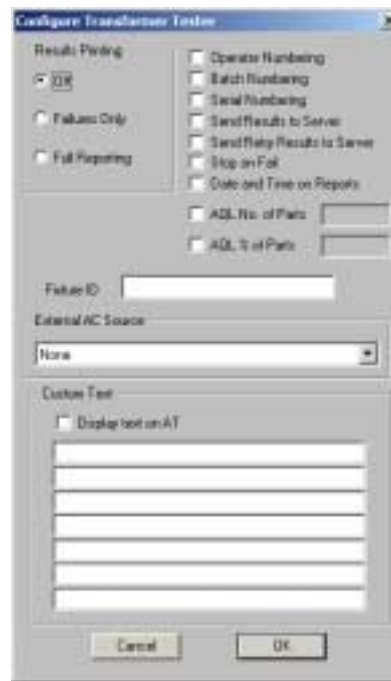 Configure Transformer Tester
Results Printing
Off
Failures Only
Full Reporting
Operator Numbering
Batch Numbering
Serial Numbering
Send Results to Server
Send Retry Results to Server
Stop on Fail
Date and Time on Reports
AQL No. of Parts
AQL % of Parts
Fixture ID
External AC Source
None
Custom Text
Display text on AT
Cancel
OK